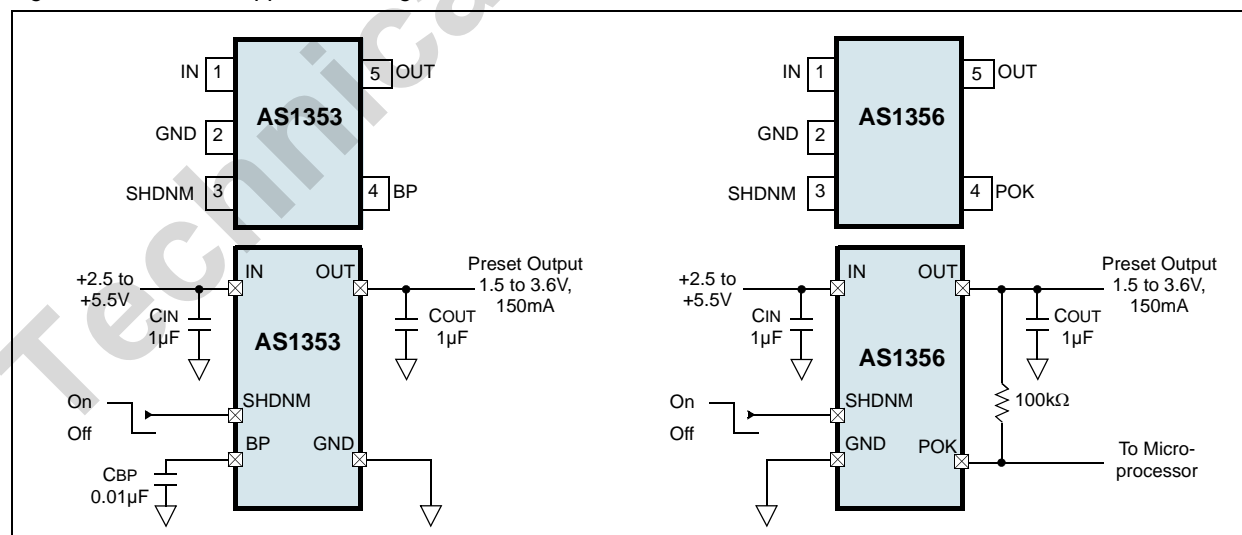 IN 1
5 OUT
AS1353
GND 2
SHDNM 3
4 BP
IN 1
5 OUT
AS1356
GND 2
SHDNM 3
4 POK
+2.5 to
+5.5V
IN
OUT
Preset Output
1.5 to 3.6V,
150mA
CIN
1µF
COUT
1µF
AS1353
On
Off
SHDNM
BP
GND
CBP
0.01µF
+2.5 to
+5.5V
IN
OUT
Preset Output
1.5 to 3.6V,
150mA
CIN
1µF
COUT
1µF
AS1356
100kΩ
On
Off
SHDNM
GND
POK
To Micro-
processor
Technica